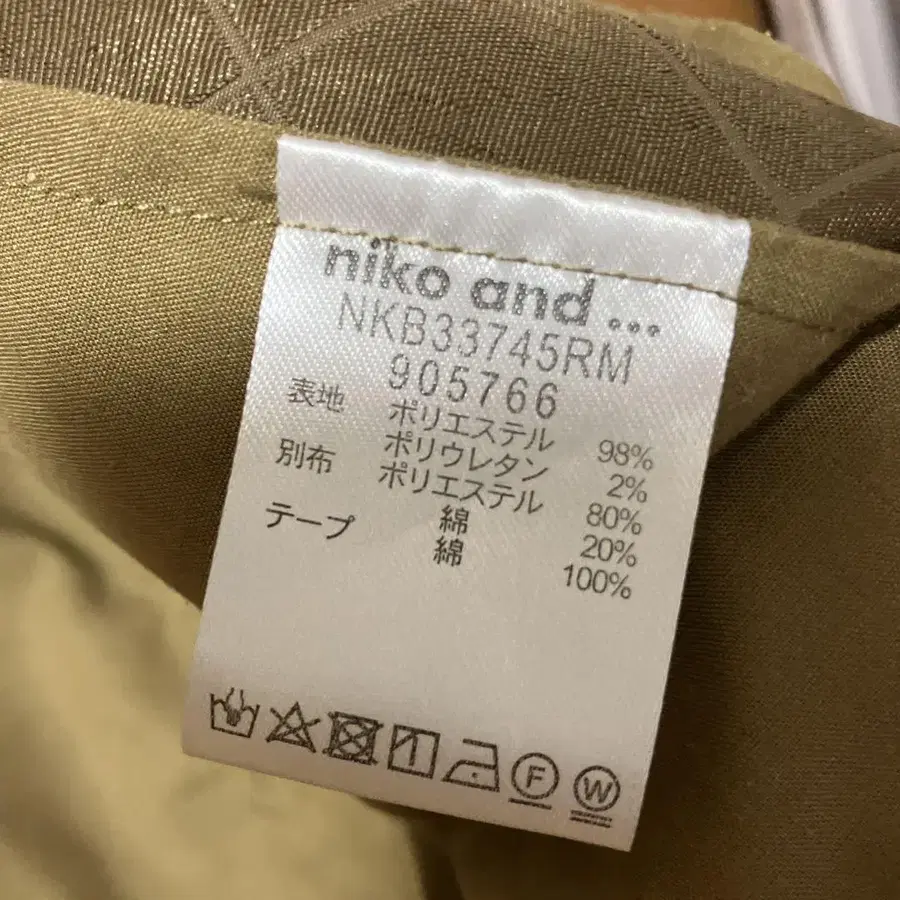 niko and ...
NKB33745RM
905766
表地 ポリエステル 98%
ポリウレタン 2%
別布 ポリエステル 80%
綿 20%
テープ 綿 100%
F W